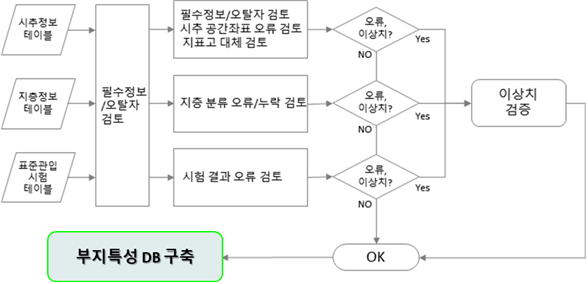 시추정보
테이블
필수정보/오탈자 검토
시추 공간좌표 오류 검토
지표고 대체 검토
오류,
이상치?
Yes
NO
필수정보
/오탈자
검토
지층정보
테이블
지층 분류 오류/누락 검토
오류,
이상치?
Yes
NO
이상치
검증
표준관입
시험
테이블
시험 결과 오류 검토
오류,
이상치?
Yes
NO
부지특성 DB 구축
OK